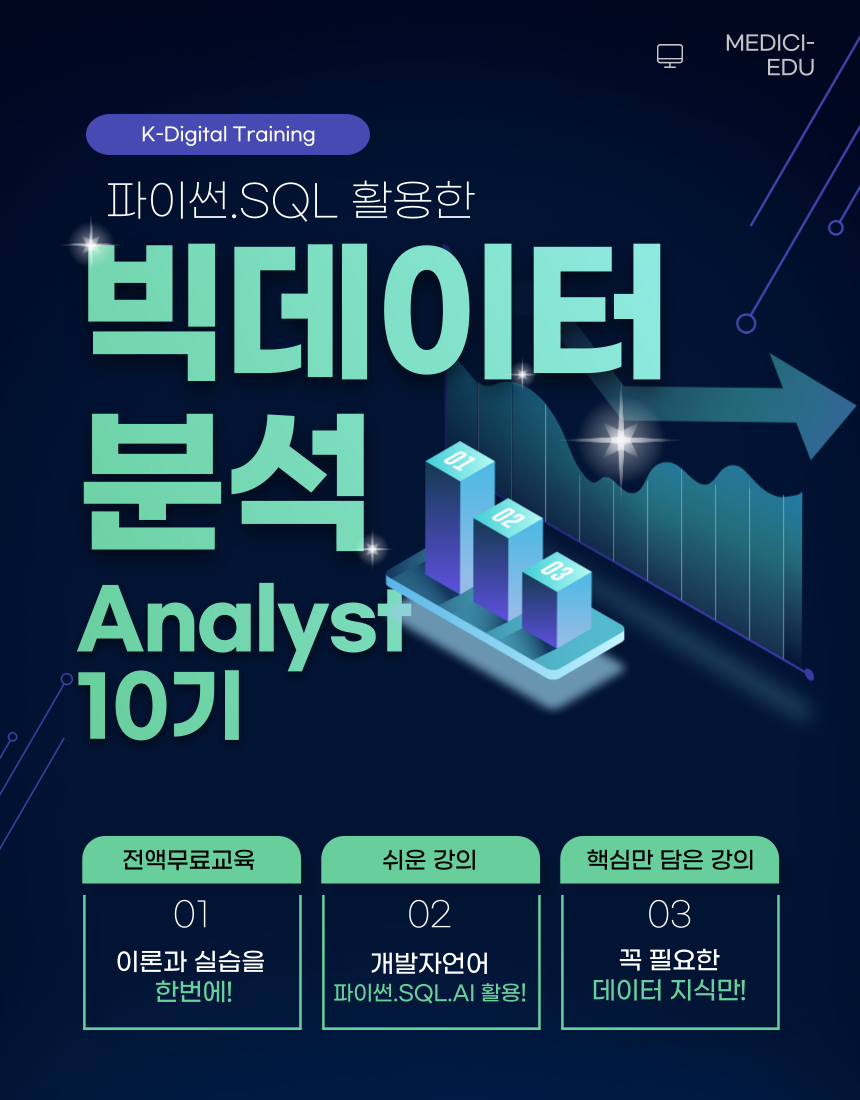 MEDICI-
EDU
K-Digital Training
파이썬.SQL 활용한
빅데이터
분석
Analyst
10기
01
02
03
전액무료교육
01
이론과 실습을
한번에!
쉬운 강의
02
개발자언어
파이썬.SQL.AI 활용!
핵심만 담은 강의
03
꼭 필요한
데이터 지식만!